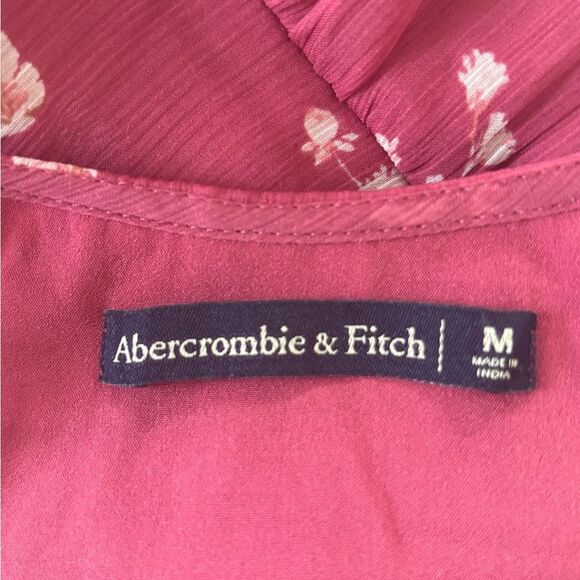 Abercrombie & Fitch | M
MADE IN
INDIA